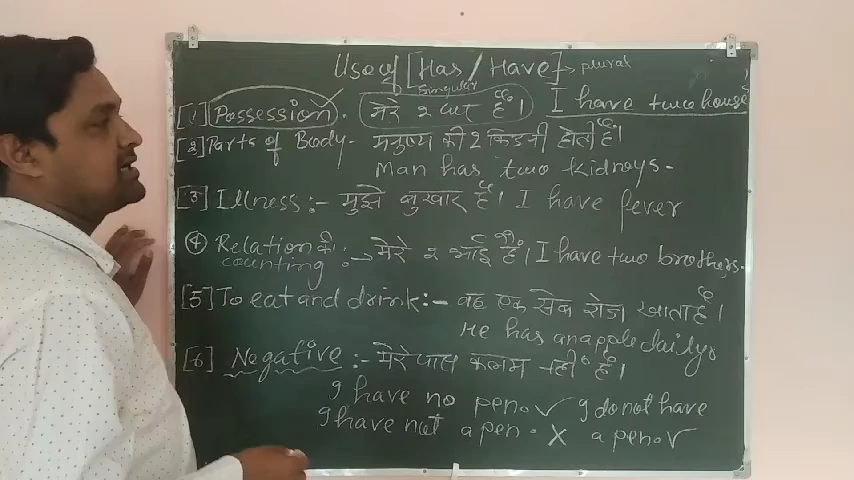 Use of [Has / Have] → plural
Singular
[1] Possession. मेरे २ घर हैं। I have two house
[2] Parts of Body- मनुष्य की 2 किडनी होती हैं।
Man has two kidneys.
[3] Illness:- मुझे बुखार हैं। I have fever
④ Relation की :→ मेरे २ भाई हैं। I have two brothers.
counting
[5] To eat and drink:- वह एक सेब रोज खाता हैं।
He has an apple daily.
[6] Negative:- मेरे पास कलम नही हैं।
I have no pen. ✓ I do not have
I have not a pen. X a pen. ✓